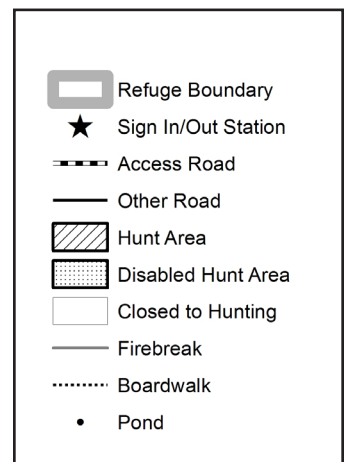 Refuge Boundary
Sign In/Out Station
Access Road
Other Road
Hunt Area
Disabled Hunt Area
Closed to Hunting
Firebreak
Boardwalk
Pond